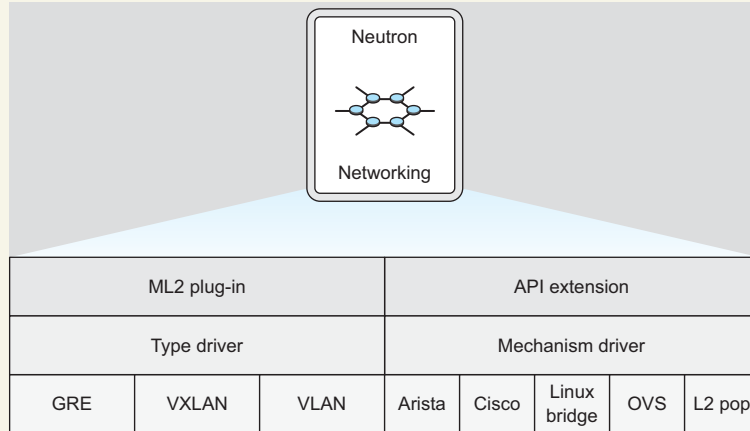 Neutron
Networking
ML2 plug-in
API extension
Type driver
Mechanism driver
GRE
VXLAN
VLAN
Arista
Cisco
Linux
bridge
OVS
L2 pop